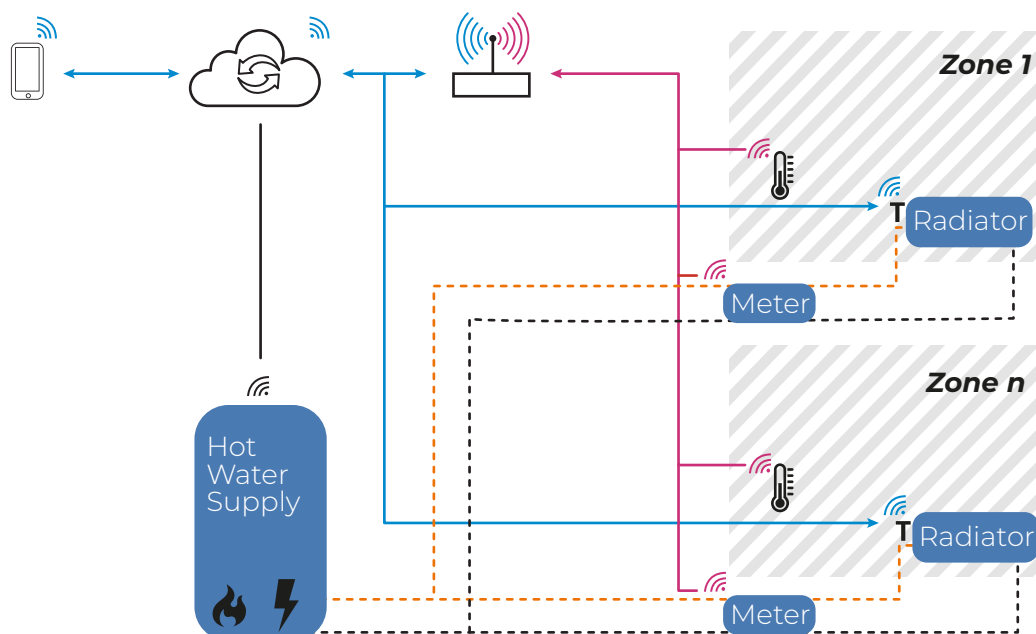 Zone 1
T
Radiator
Meter
Zone n
Hot
Water
Supply
T
Radiator
Meter